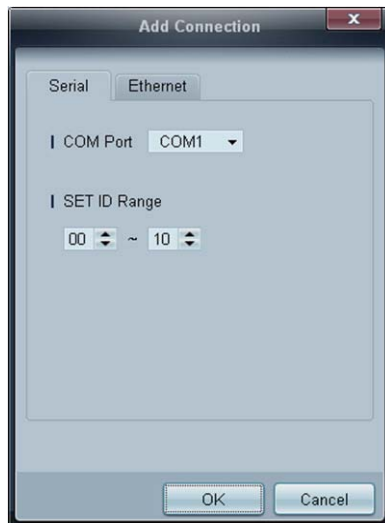 Add Connection
Serial Ethernet
COM Port COM1
SET ID Range
00 ~ 10
OK Cancel